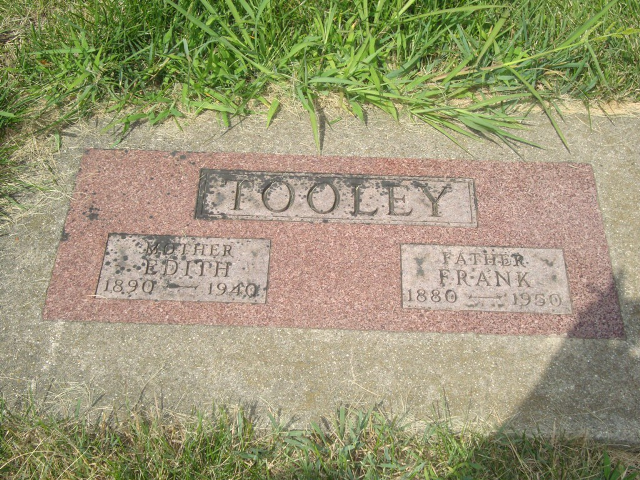 TOOLEY
MOTHER
EDITH
1890 — 1940
FATHER
FRANK
1880 — 1950